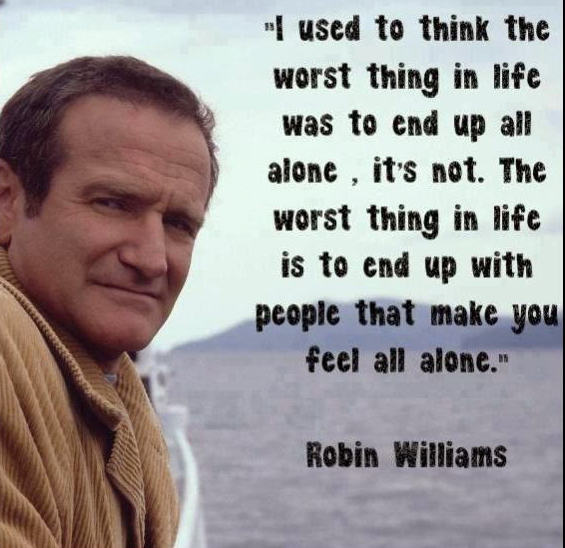 "I used to think the
worst thing in life
was to end up all
alone , it's not. The
worst thing in life
is to end up with
people that make you
feel all alone."
Robin Williams